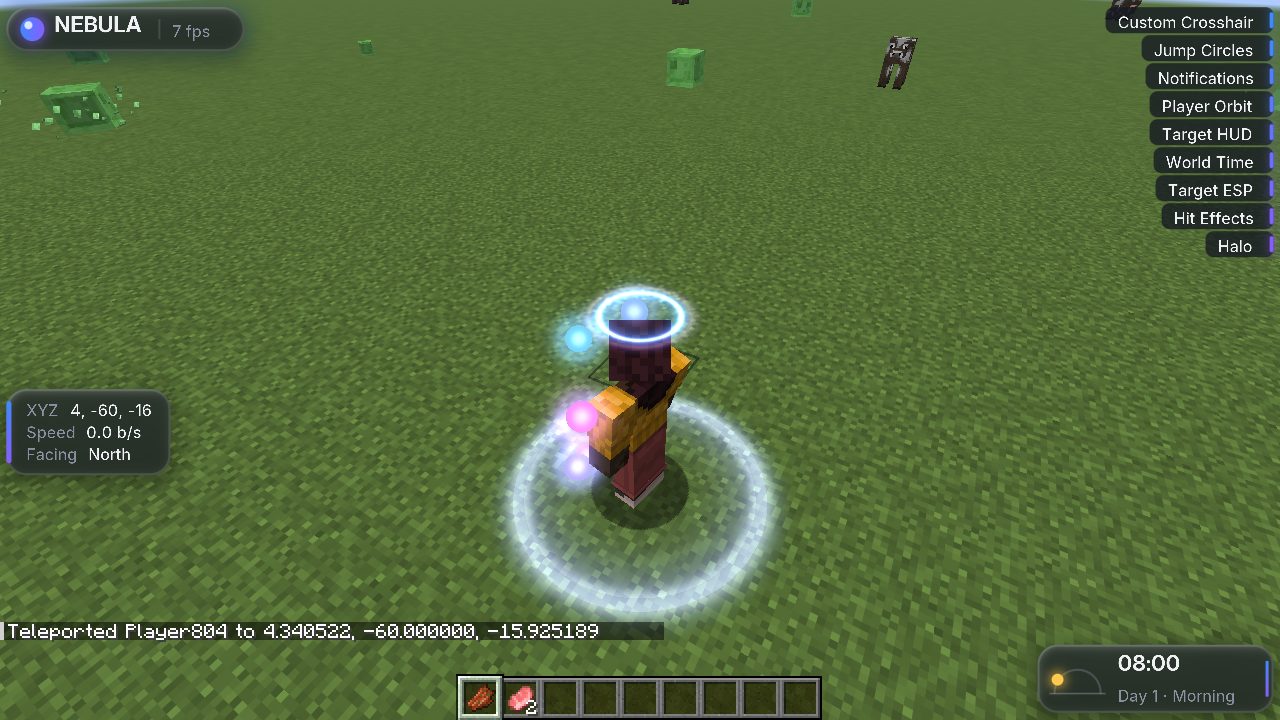 NEBULA 7 fps
Custom Crosshair
Jump Circles
Notifications
Player Orbit
Target HUD
World Time
Target ESP
Hit Effects
Halo
XYZ 4, -60, -16
Speed 0.0 b/s
Facing North
Teleported Player804 to 4.340522, -60.000000, -15.925189
2
08:00
Day 1 · Morning